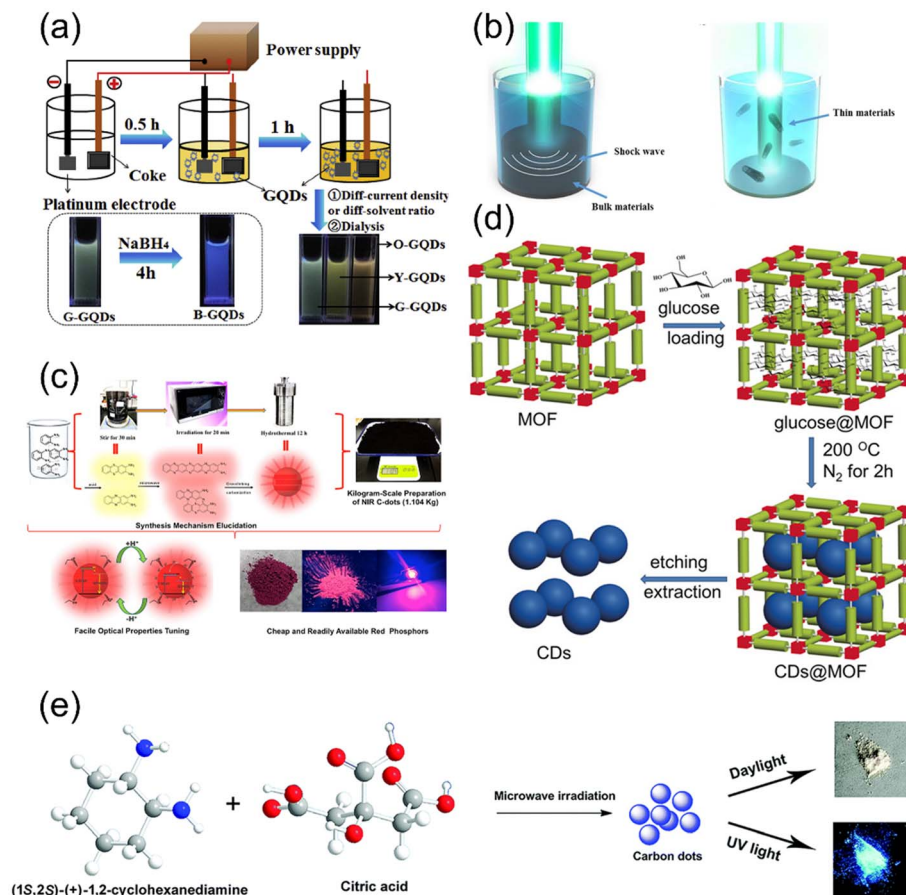 (a)
Power supply
0.5 h
1 h
Coke
Platinum electrode
GQDs
①Diff-current density
or diff-solvent ratio
②Dialysis
NaBH₄
4h
G-GQDs
B-GQDs
O-GQDs
Y-GQDs
G-GQDs
(b)
Shock wave
Bulk materials
Thin materials
(c)
Stir for 30 min
Irradiation for 20 min
Hydrothermal 12 h
Synthesis Mechanism Elucidation
Kilogram-Scale Preparation
of NIR C-dots (1.104 Kg)
+H⁺
-H⁺
Facile Optical Properties Tuning
Cheap and Readily Available Red Phosphors
(d)
MOF
glucose
loading
glucose@MOF
200 ºC
N₂ for 2h
CDs@MOF
etching
extraction
CDs
(e)
(1S,2S)-(+)-1,2-cyclohexanediamine
+
Citric acid
Microwave irradiation
Carbon dots
Daylight
UV light